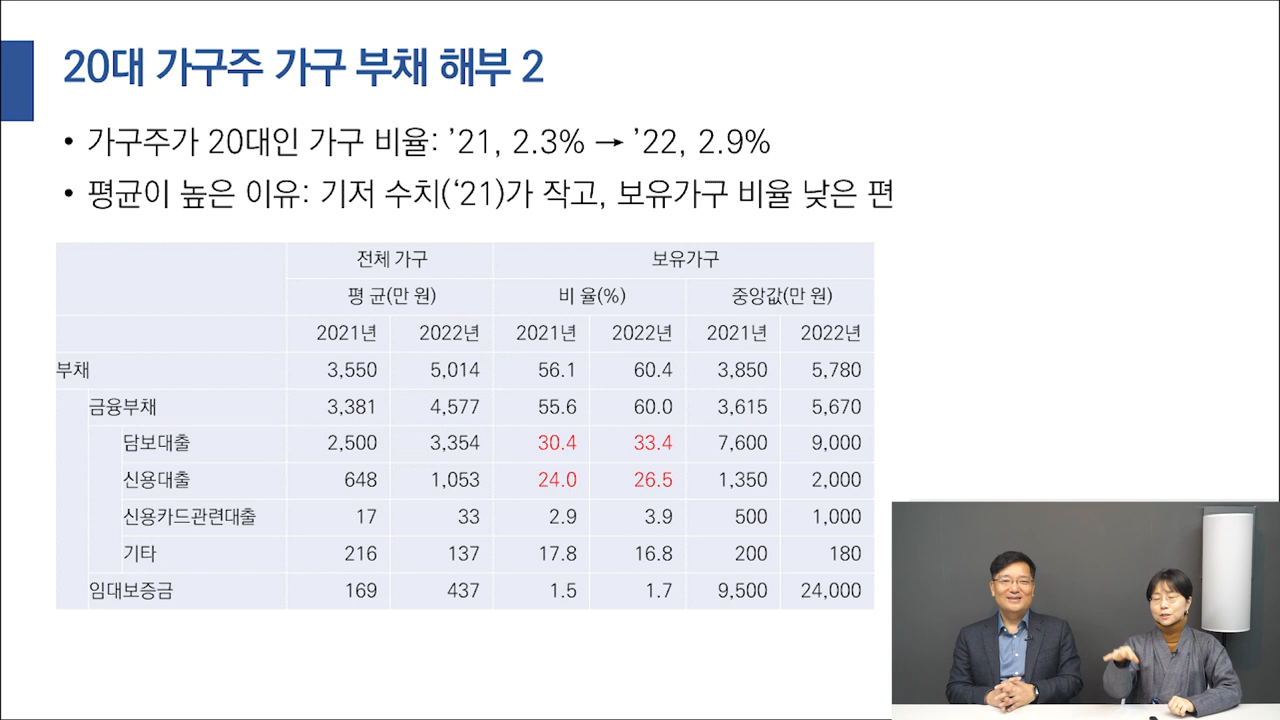 20대 가구주 가구 부채 해부 2
• 가구주가 20대인 가구 비율: ’21, 2.3% → ’22, 2.9%
• 평균이 높은 이유: 기저 수치(‘21)가 작고, 보유가구 비율 낮은 편
전체 가구 보유가구
평 균(만 원) 비 율(%) 중앙값(만 원)
2021년 2022년 2021년 2022년 2021년 2022년
부채 3,550 5,014 56.1 60.4 3,850 5,780
금융부채 3,381 4,577 55.6 60.0 3,615 5,670
담보대출 2,500 3,354 30.4 33.4 7,600 9,000
신용대출 648 1,053 24.0 26.5 1,350 2,000
신용카드관련대출 17 33 2.9 3.9 500 1,000
기타 216 137 17.8 16.8 200 180
임대보증금 169 437 1.5 1.7 9,500 24,000